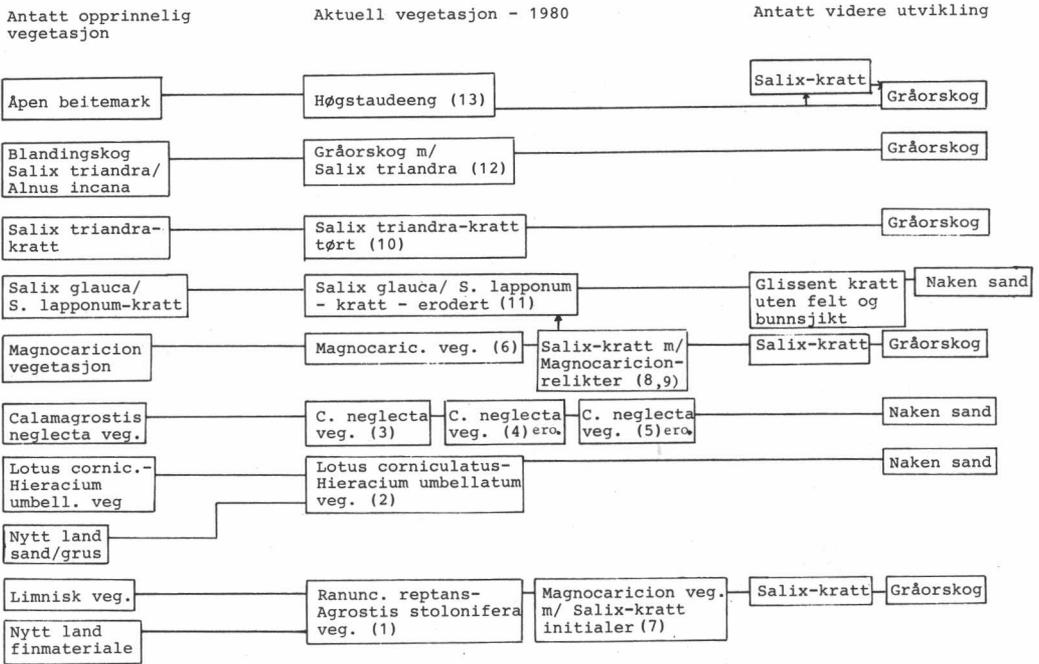 Antatt opprinnelig
vegetasjon
Aktuell vegetasjon - 1980
Antatt videre utvikling
Åpen beitemark
Høgstaudeeng (13)
Salix-kratt
Gråorskog
Blandingskog
Salix triandra/
Alnus incana
Gråorskog m/
Salix triandra (12)
Gråorskog
Salix triandra-
kratt
Salix triandra-kratt
tørt (10)
Gråorskog
Salix glauca/
S. lapponum-kratt
Salix glauca/ S. lapponum
- kratt - erodert (11)
Glissent kratt
uten felt og
bunnsjikt
Naken sand
Magnocaricion
vegetasjon
Magnocaric. veg. (6)
Salix-kratt m/
Magnocaricion-
relikter (8,9)
Salix-kratt
Gråorskog
Calamagrostis
neglecta veg.
C. neglecta
veg. (3)
C. neglecta
veg. (4) ero.
C. neglecta
veg. (5) ero.
Naken sand
Lotus cornic.-
Hieracium
umbell. veg
Lotus corniculatus-
Hieracium umbellatum
veg. (2)
Naken sand
Nytt land
sand/grus
Limnisk veg.
Ranunc. reptans-
Agrostis stolonifera
veg. (1)
Magnocaricion veg.
m/ Salix-kratt
initialer (7)
Salix-kratt
Gråorskog
Nytt land
finmateriale